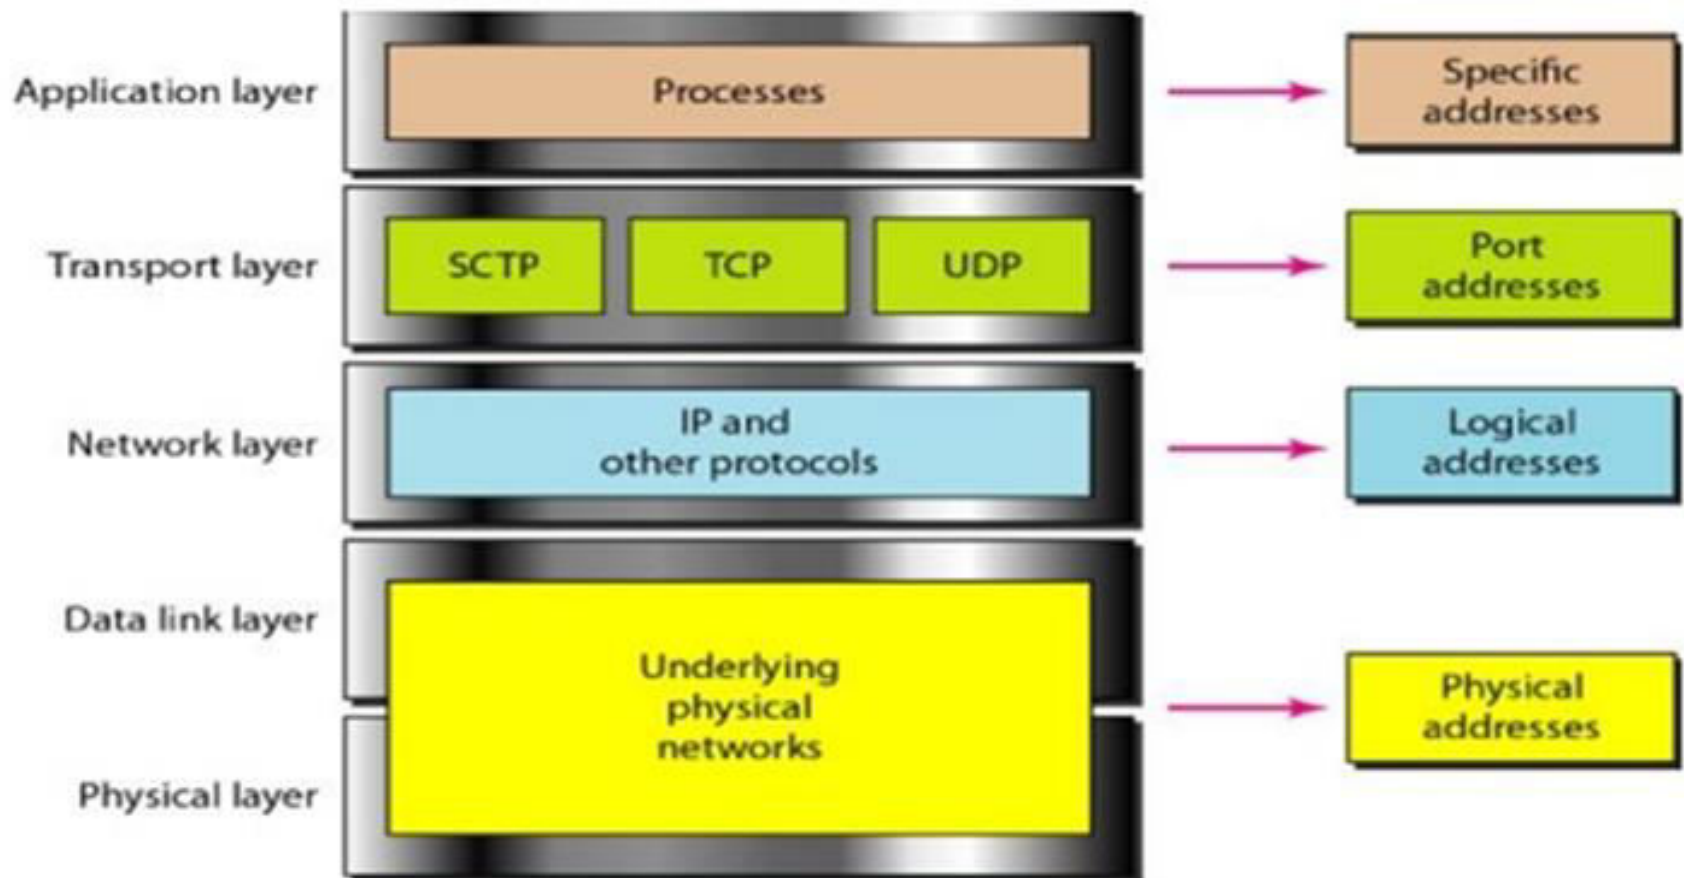 Application layer
Processes
Specific
addresses
Transport layer
SCTP
TCP
UDP
Port
addresses
Network layer
IP and
other protocols
Logical
addresses
Data link layer
Underlying
physical
networks
Physical
addresses
Physical layer